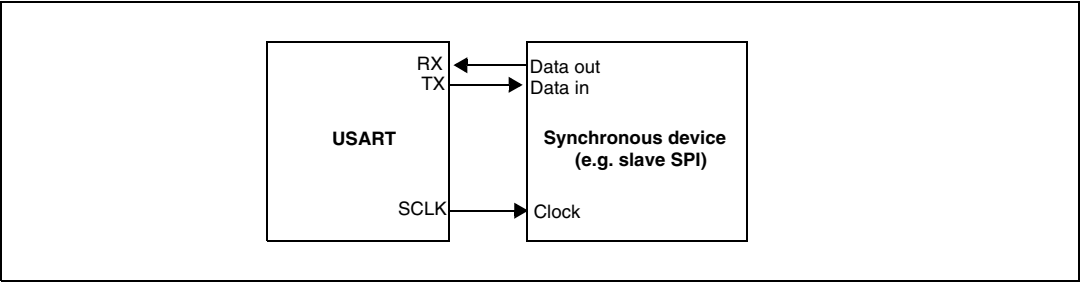 RX
Data out
TX
Data in
USART
Synchronous device
(e.g. slave SPI)
SCLK
Clock